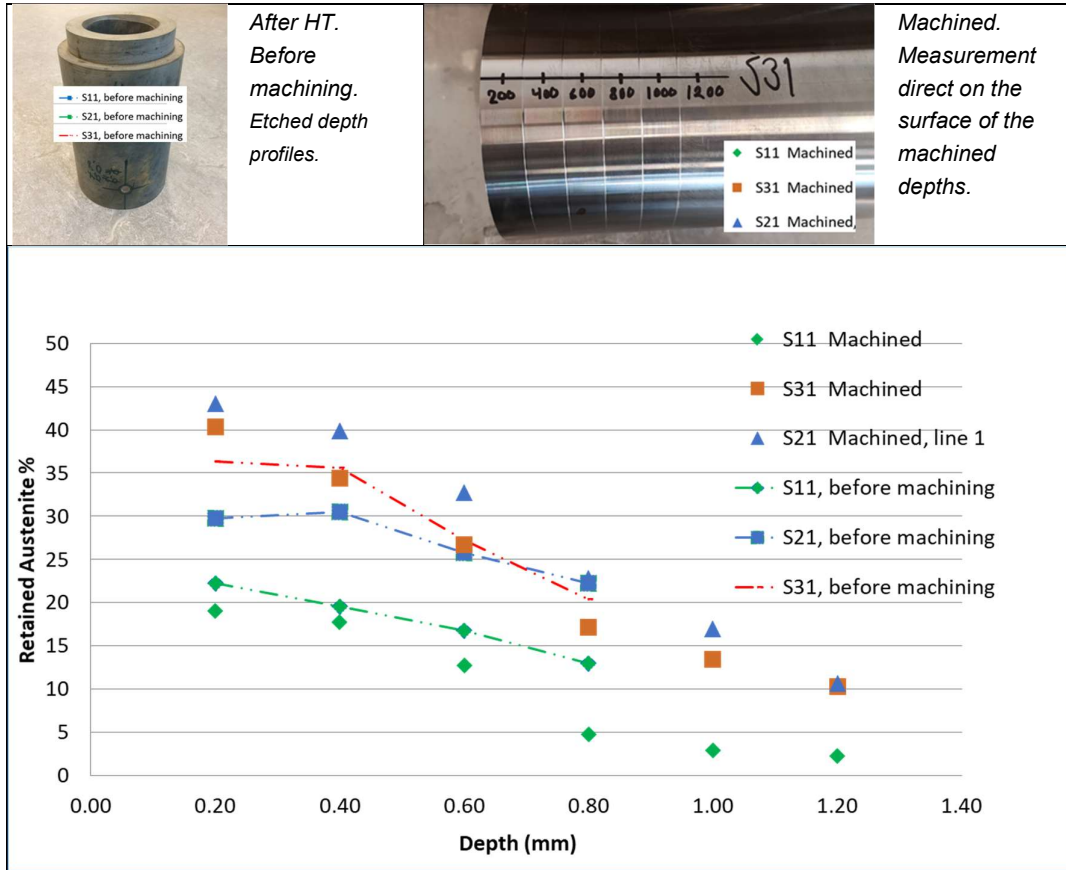 After HT.
Before
machining.
Etched depth
profiles.
S11, before machining
S21, before machining
S31, before machining
Machined.
Measurement
direct on the
surface of the
machined
depths.
200 400 600 800 1000 1200 S31
S11 Machined
S31 Machined
S21 Machined,
50
45
40
35
30
25
20
15
10
5
0
Retained Austenite %
0.00 0.20 0.40 0.60 0.80 1.00 1.20 1.40
Depth (mm)
S11 Machined
S31 Machined
S21 Machined, line 1
S11, before machining
S21, before machining
S31, before machining